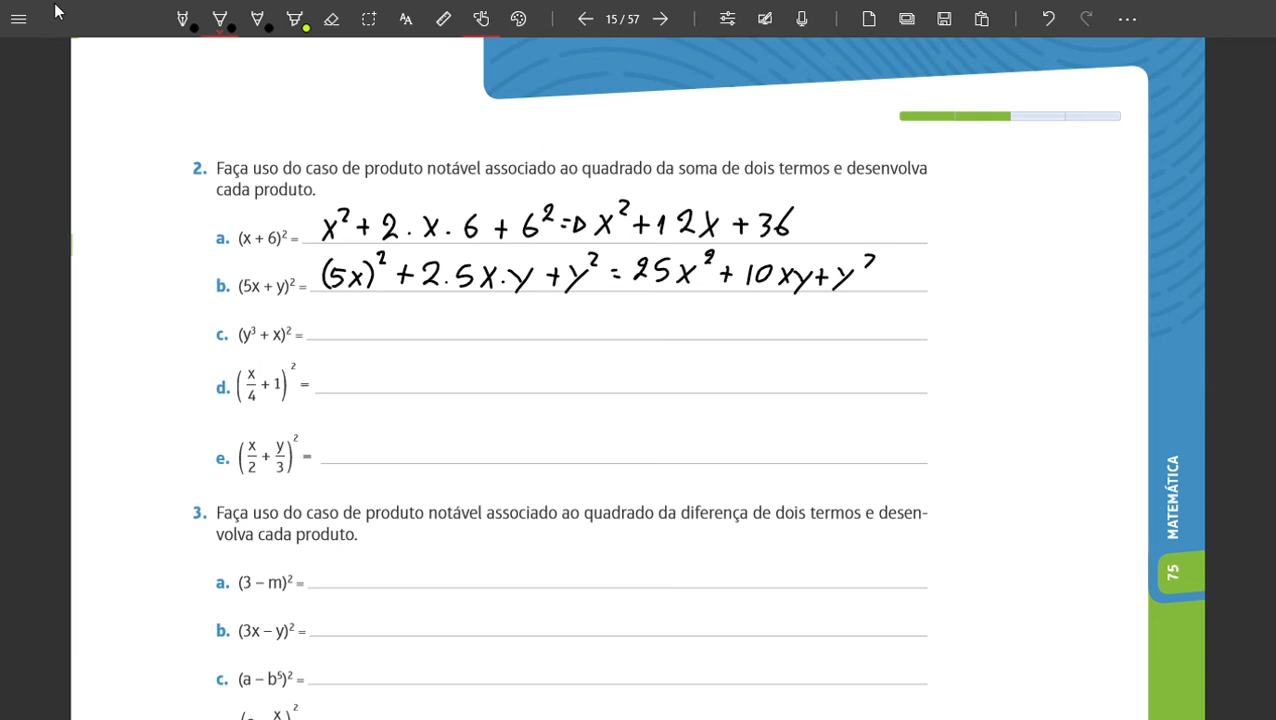 15 / 57
2. Faça uso do caso de produto notável associado ao quadrado da soma de dois termos e desenvolva
cada produto.
a. (x + 6)² = x² + 2 . x . 6 + 6² => x² + 12x + 36
b. (5x + y)² = (5x)² + 2 . 5x . y + y² = 25x² + 10xy + y²
c. (y³ + x)² =
d. (x/4 + 1)² =
e. (x/2 + y/3)² =
3. Faça uso do caso de produto notável associado ao quadrado da diferença de dois termos e desen-
volva cada produto.
a. (3 – m)² =
b. (3x – y)² =
c. (a – b⁵)² =
MATEMÁTICA
75